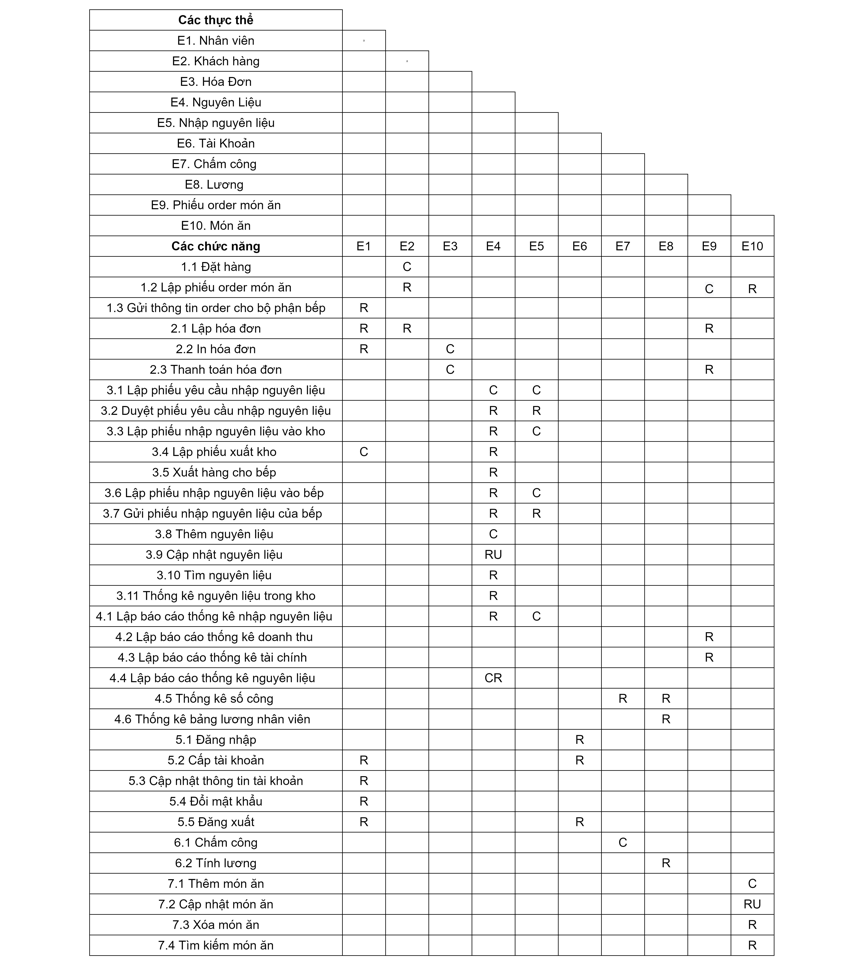 Các thực thể
E1. Nhân viên
E2. Khách hàng
E3. Hóa Đơn
E4. Nguyên Liệu
E5. Nhập nguyên liệu
E6. Tài Khoản
E7. Chấm công
E8. Lương
E9. Phiếu order món ăn
E10. Món ăn
Các chức năng E1 E2 E3 E4 E5 E6 E7 E8 E9 E10
1.1 Đặt hàng C
1.2 Lập phiếu order món ăn R C R
1.3 Gửi thông tin order cho bộ phận bếp R
2.1 Lập hóa đơn R R R
2.2 In hóa đơn R C
2.3 Thanh toán hóa đơn C R
3.1 Lập phiếu yêu cầu nhập nguyên liệu C C
3.2 Duyệt phiếu yêu cầu nhập nguyên liệu R R
3.3 Lập phiếu nhập nguyên liệu vào kho R C
3.4 Lập phiếu xuất kho C R
3.5 Xuất hàng cho bếp R
3.6 Lập phiếu nhập nguyên liệu vào bếp R C
3.7 Gửi phiếu nhập nguyên liệu của bếp R R
3.8 Thêm nguyên liệu C
3.9 Cập nhật nguyên liệu RU
3.10 Tìm nguyên liệu R
3.11 Thống kê nguyên liệu trong kho R
4.1 Lập báo cáo thống kê nhập nguyên liệu R C
4.2 Lập báo cáo thống kê doanh thu R
4.3 Lập báo cáo thống kê tài chính R
4.4 Lập báo cáo thống kê nguyên liệu CR
4.5 Thống kê số công R R
4.6 Thống kê bảng lương nhân viên R
5.1 Đăng nhập R
5.2 Cấp tài khoản R R
5.3 Cập nhật thông tin tài khoản R
5.4 Đổi mật khẩu R
5.5 Đăng xuất R R
6.1 Chấm công C
6.2 Tính lương R
7.1 Thêm món ăn C
7.2 Cập nhật món ăn RU
7.3 Xóa món ăn R
7.4 Tìm kiếm món ăn R